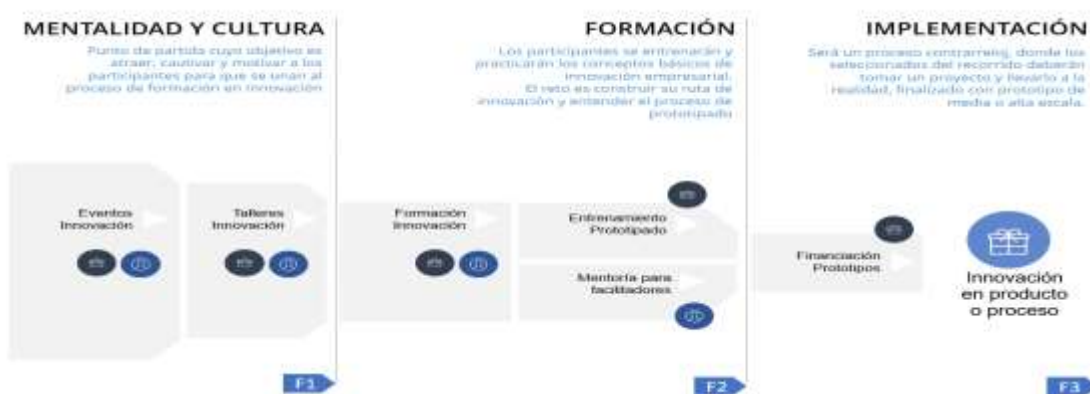 MENTALIDAD Y CULTURA
Punto de partida cuyo objetivo es
atraer, cautivar y motivar a los
participantes para que se unan al
proceso de formación en innovación
FORMACIÓN
Los participantes se entrenarán y
practicarán los conceptos básicos de
innovación empresarial.
El reto es construir su ruta de
innovación y entender el proceso de
prototipado
IMPLEMENTACIÓN
Será un proceso contrarreloj, donde los
seleccionados del recorrido deberán
tomar un proyecto y llevarlo a la
realidad, finalizado con prototipo de
media o alta escala.
Eventos
Innovación
Talleres
Innovación
Formación
Innovación
Entrenamiento
Prototipado
Mentoría para
facilitadores
Financiación
Prototipos
Innovación
en producto
o proceso
F1
F2
F3